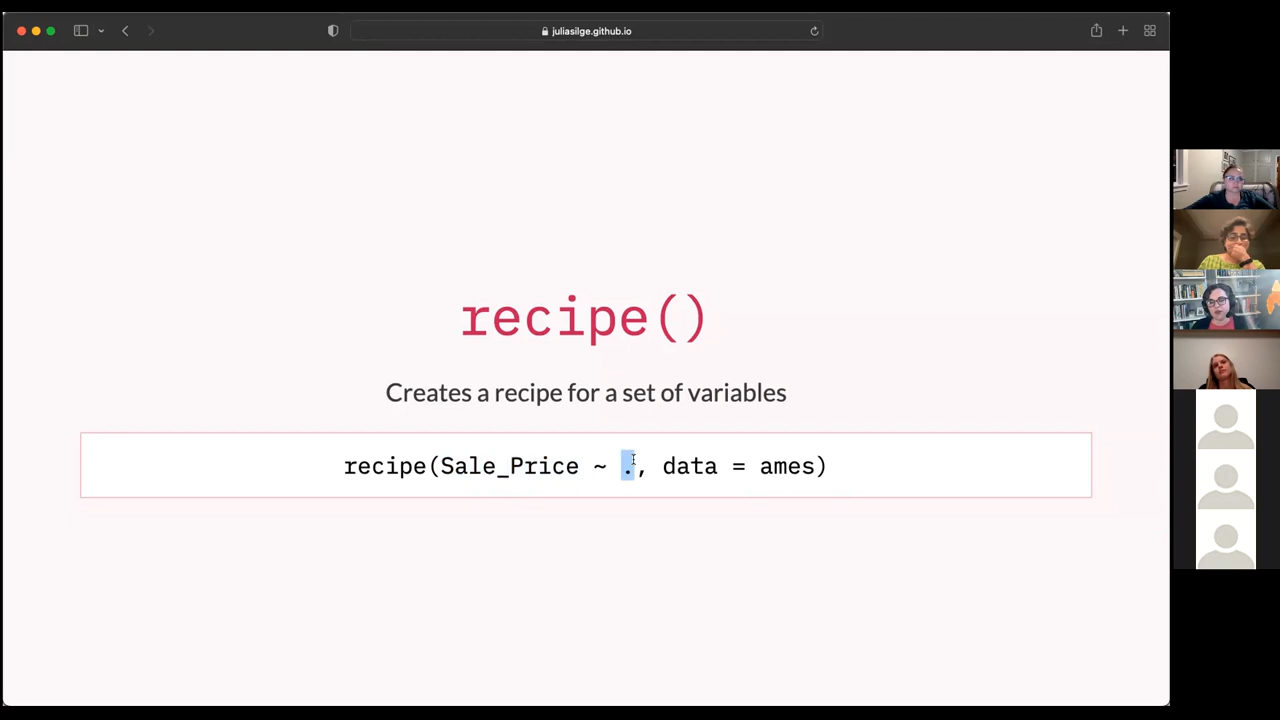 juliasilge.github.io
recipe()
Creates a recipe for a set of variables
recipe(Sale_Price ~ ., data = ames)